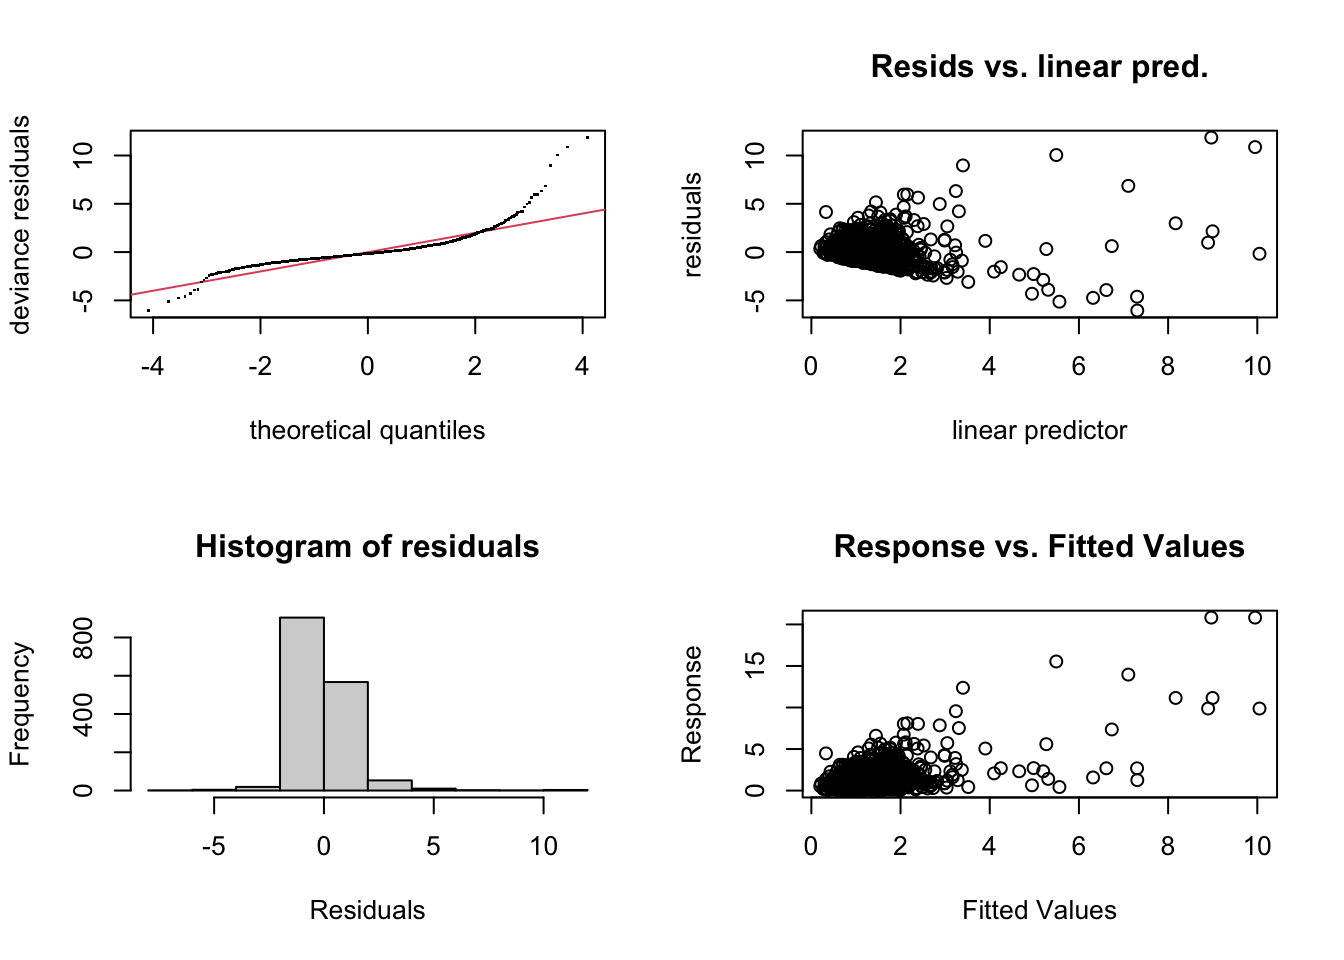 deviance residuals
10
5
0
-5
-4 -2 0 2 4
theoretical quantiles
Resids vs. linear pred.
residuals
10
5
0
-5
0 2 4 6 8 10
linear predictor
Histogram of residuals
Frequency
800
400
0
-5 0 5 10
Residuals
Response vs. Fitted Values
Response
15
5
0
0 2 4 6 8 10
Fitted Values